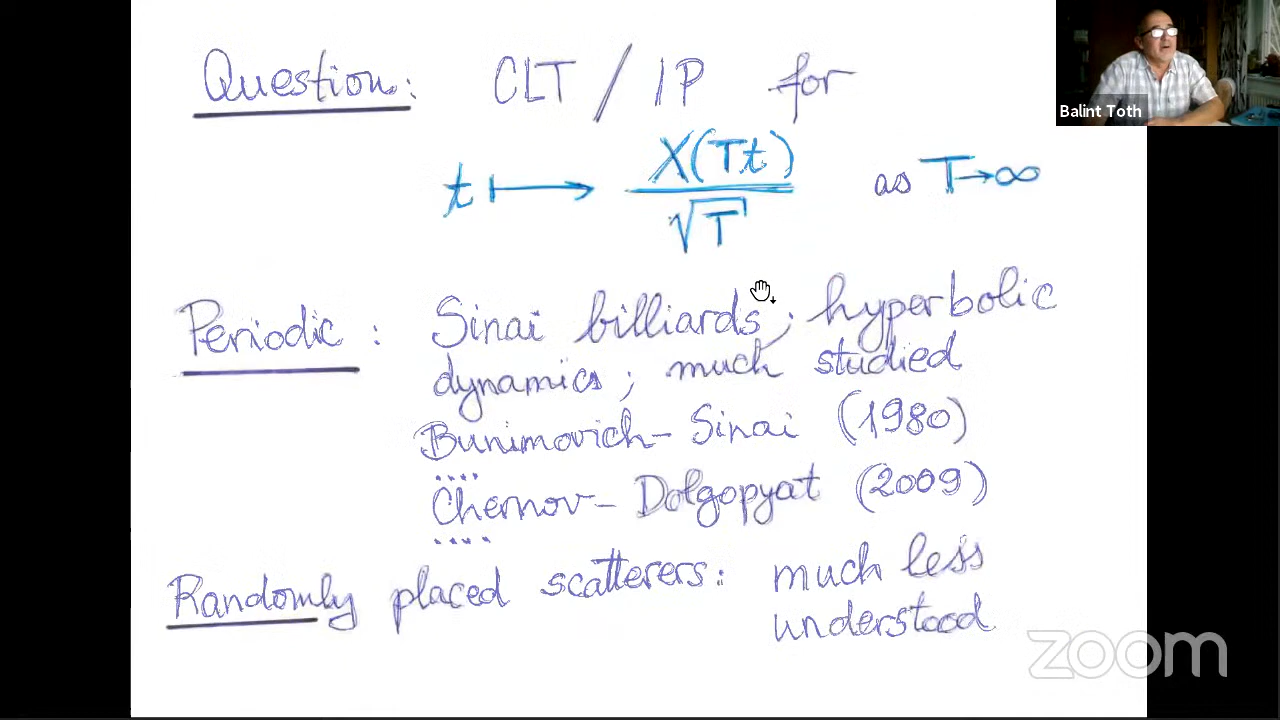 Question: CLT / IP for
t ↦ X(Tt) / √T as T→∞
Periodic: Sinai billiards; hyperbolic
dynamics; much studied
Bunimovich-Sinai (1980)
....
Chernov-Dolgopyat (2009)
....
Randomly placed scatterers: much less
understood
Balint Toth
zoom